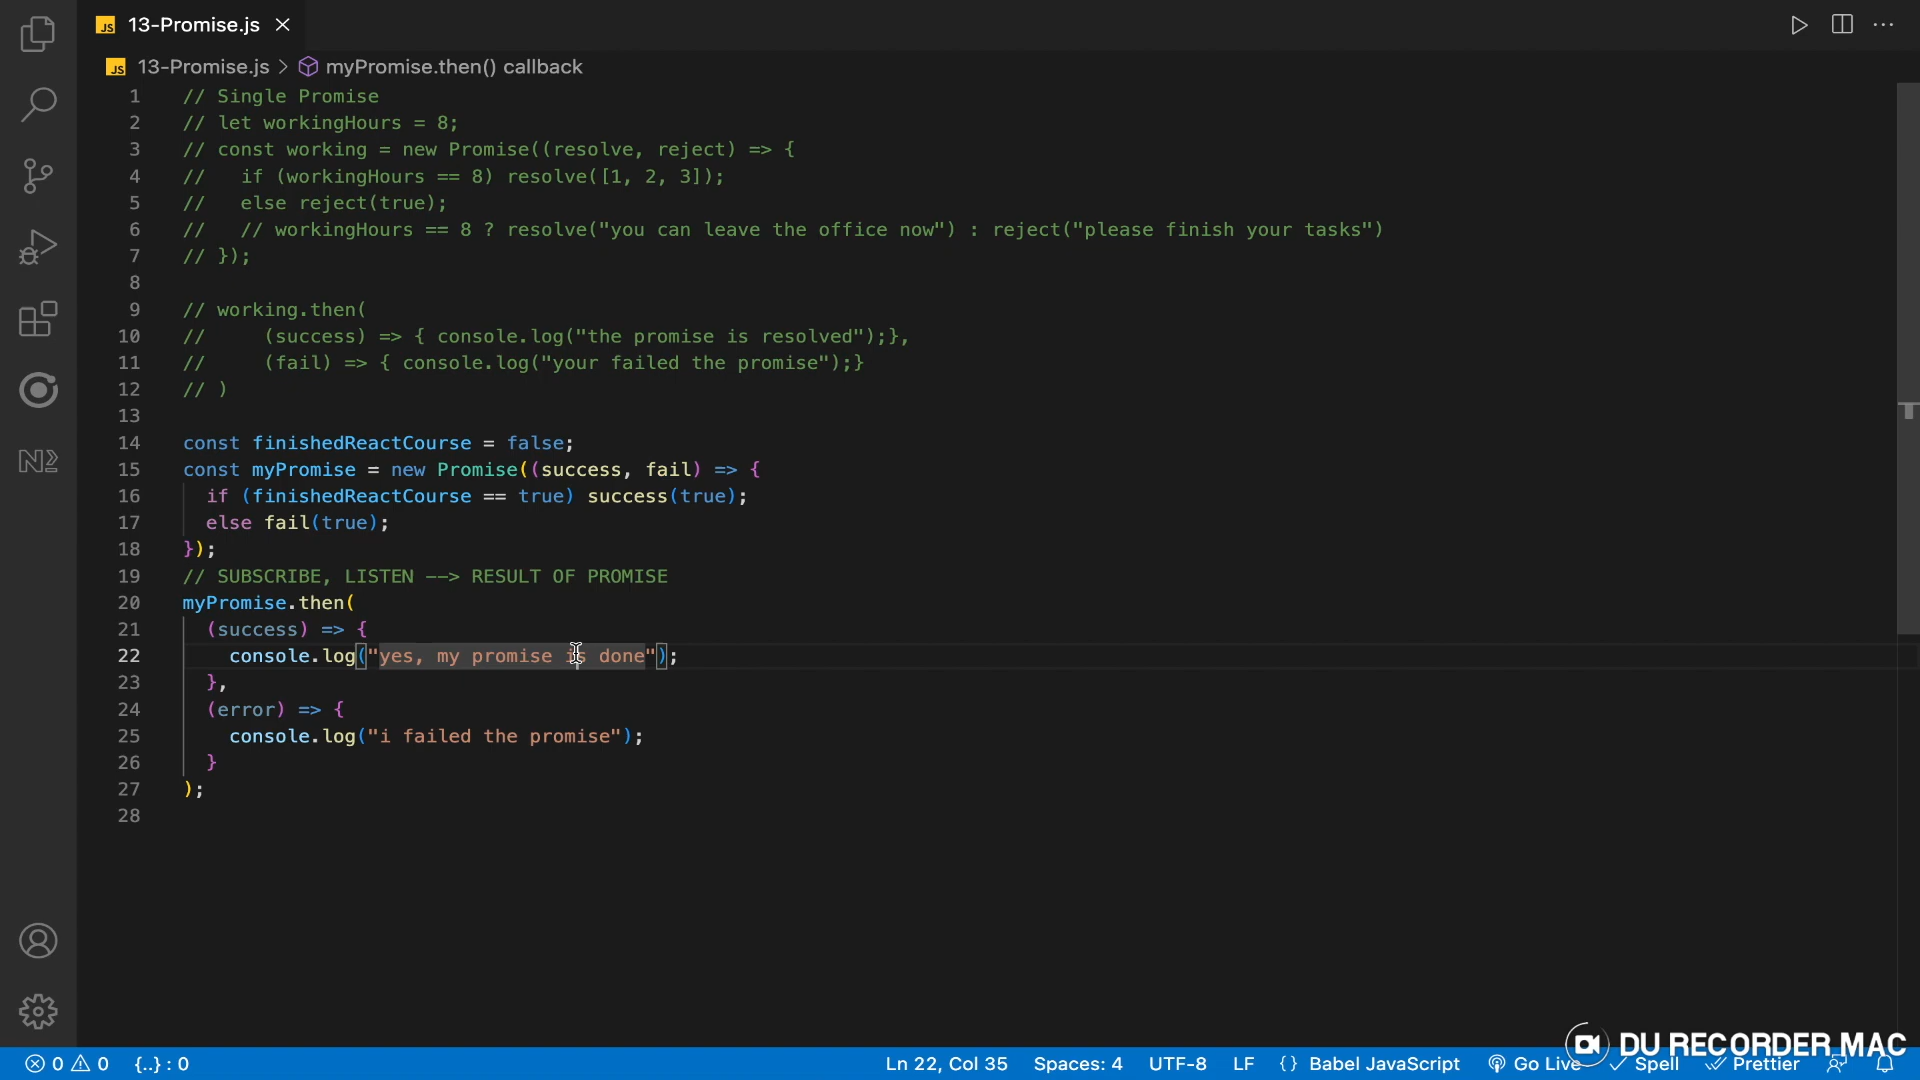 JS 13-Promise.js
JS 13-Promise.js > myPromise.then() callback
1 // Single Promise
2 // let workingHours = 8;
3 // const working = new Promise((resolve, reject) => {
4 //   if (workingHours == 8) resolve([1, 2, 3]);
5 //   else reject(true);
6 //   // workingHours == 8 ? resolve("you can leave the office now") : reject("please finish your tasks")
7 // });
8
9 // working.then(
10 //     (success) => { console.log("the promise is resolved");},
11 //     (fail) => { console.log("your failed the promise");}
12 // )
13
14 const finishedReactCourse = false;
15 const myPromise = new Promise((success, fail) => {
16   if (finishedReactCourse == true) success(true);
17   else fail(true);
18 });
19 // SUBSCRIBE, LISTEN --> RESULT OF PROMISE
20 myPromise.then(
21   (success) => {
22     console.log("yes, my promise is done");
23   },
24   (error) => {
25     console.log("i failed the promise");
26   }
27 );
28
DU RECORDER MAC
0 0 {..} : 0 Ln 22, Col 35 Spaces: 4 UTF-8 LF {} Babel JavaScript Go Live Spell Prettier